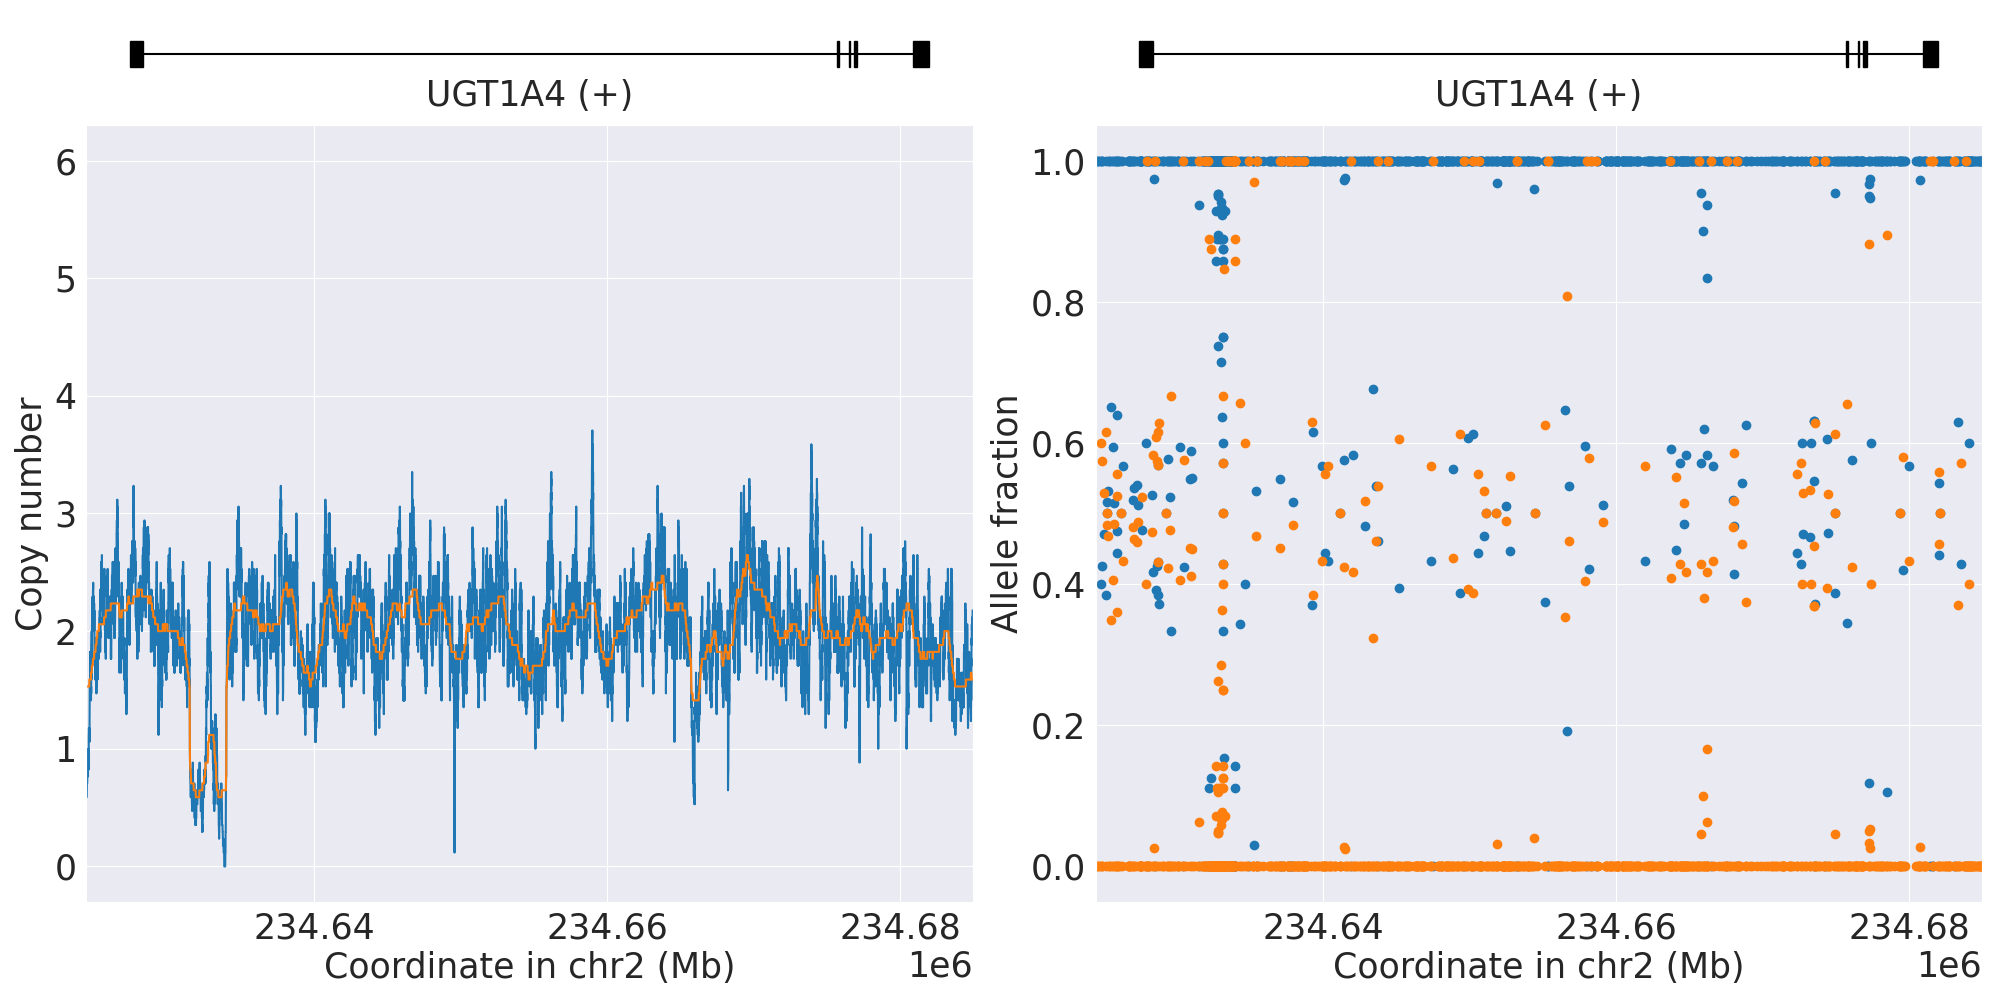 UGT1A4 (+)
Copy number
6
5
4
3
2
1
0
234.64
234.66
234.68
Coordinate in chr2 (Mb)
1e6
UGT1A4 (+)
Allele fraction
1.0
0.8
0.6
0.4
0.2
0.0
234.64
234.66
234.68
Coordinate in chr2 (Mb)
1e6